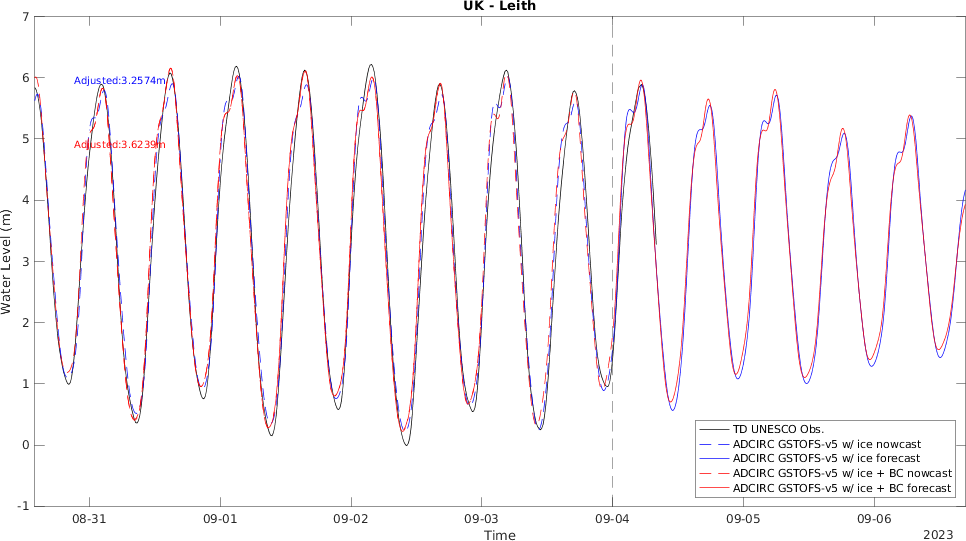 UK - Leith
7
6
5
4
3
2
1
0
-1
Water Level (m)
Adjusted:3.2574m
Adjusted:3.6239m
TD UNESCO Obs.
ADCIRC GSTOFS-v5 w/ ice nowcast
ADCIRC GSTOFS-v5 w/ ice forecast
ADCIRC GSTOFS-v5 w/ ice + BC nowcast
ADCIRC GSTOFS-v5 w/ ice + BC forecast
08-31 09-01 09-02 09-03 09-04 09-05 09-06
Time
2023